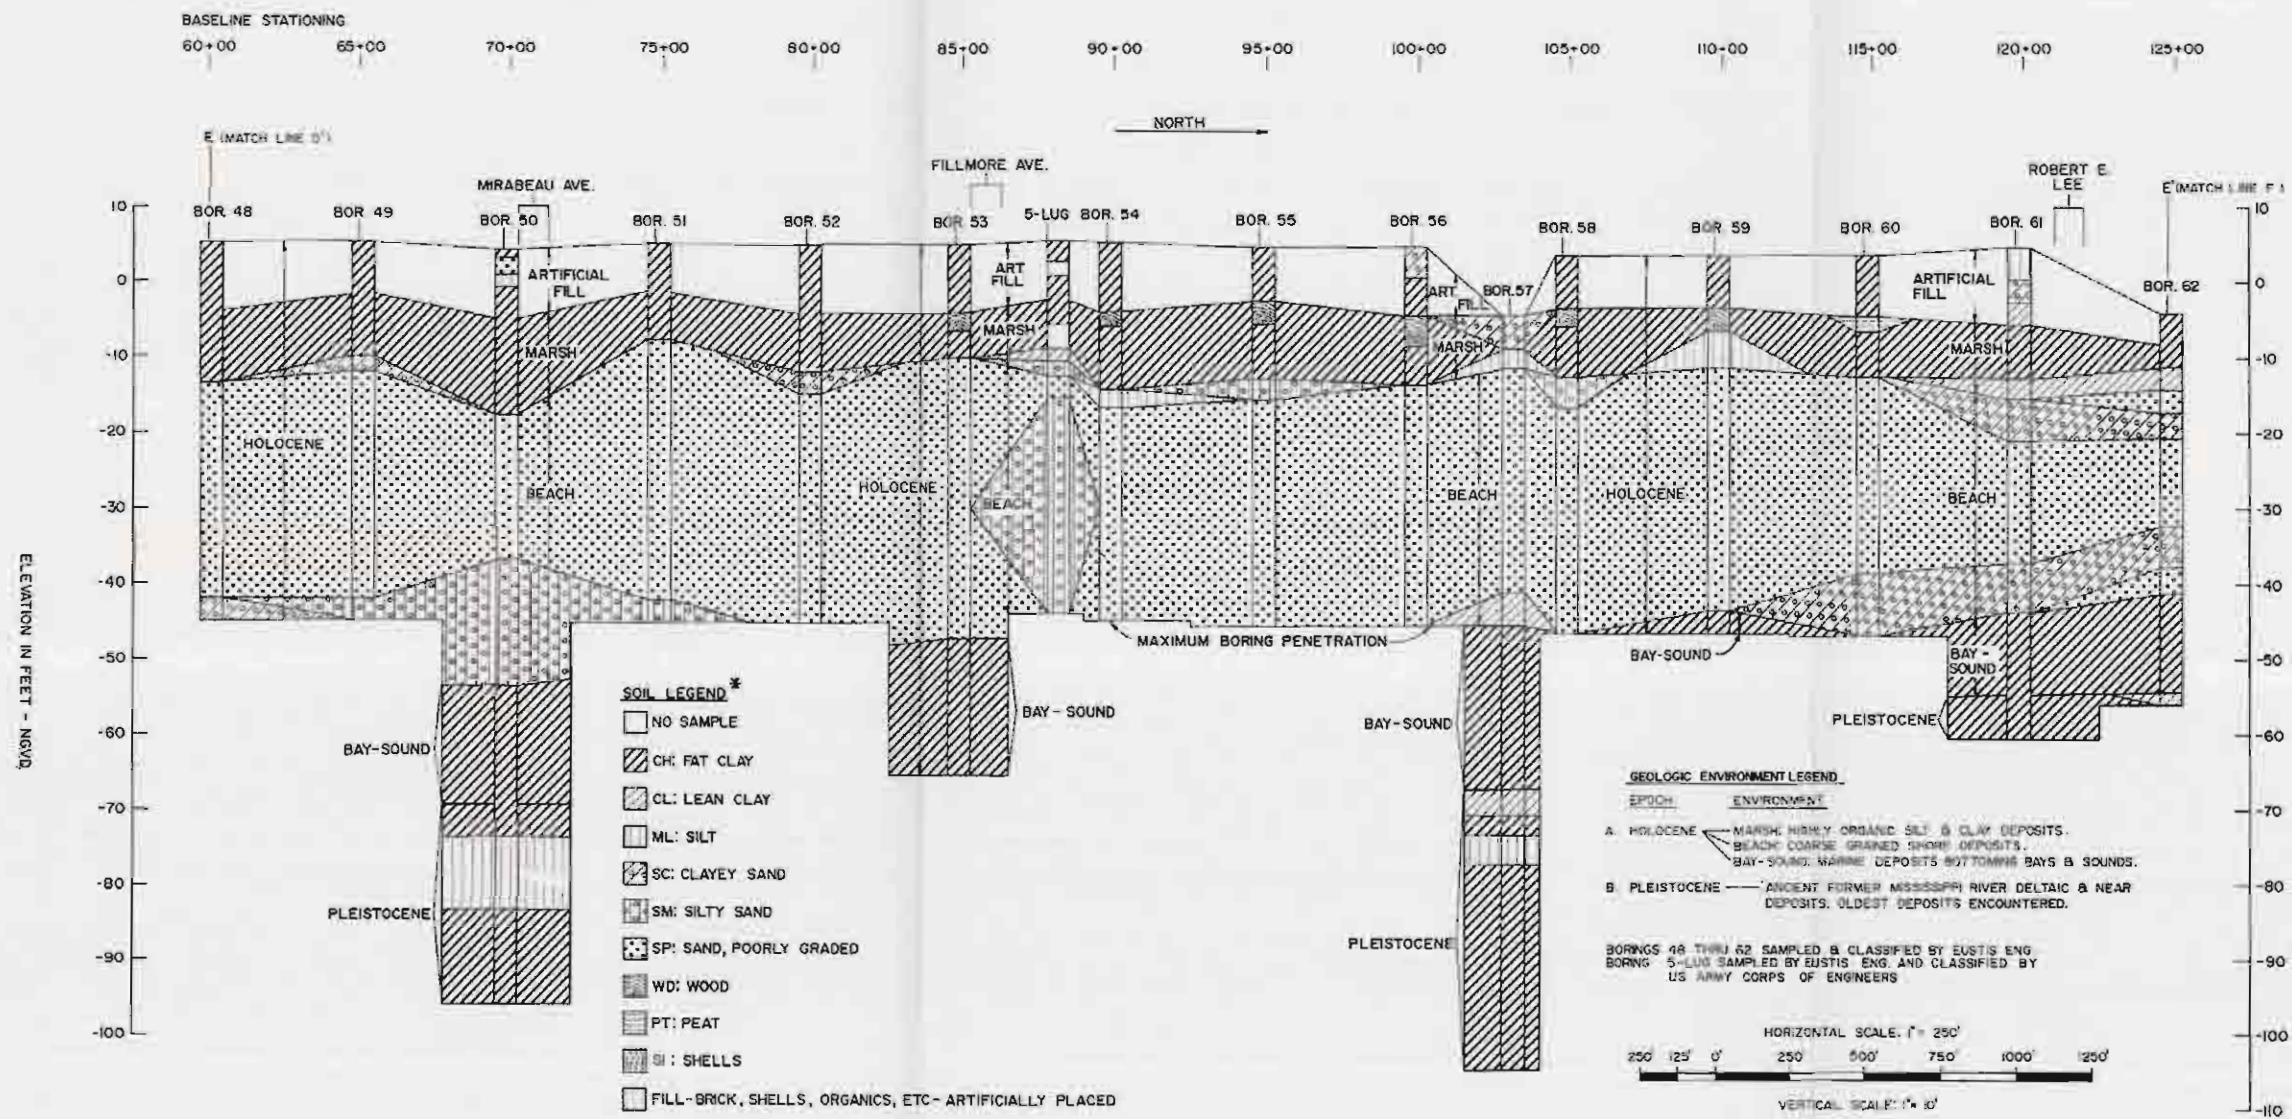 BASELINE STATIONING
60+00 65+00 70+00 75+00 80+00 85+00 90+00 95+00 100+00 105+00 110+00 115+00 120+00 125+00
NORTH
E (MATCH LINE D')
MIRABEAU AVE.
FILLMORE AVE.
ROBERT E.
LEE
E' (MATCH LINE F)
BOR. 48 BOR 49 BOR. 50 BOR. 51 BOR. 52 BOR 53 5-LUG BOR. 54 BOR. 55 BOR. 56 BOR. 57 BOR. 58 BOR. 59 BOR. 60 BOR. 61 BOR. 62
10
0
-10
-20
-30
-40
-50
-60
-70
-80
-90
-100
ELEVATION IN FEET - NGVD
10
0
-10
-20
-30
-40
-50
-60
-70
-80
-90
-100
-110
ARTIFICIAL
FILL
ART
FILL
ART
FILL
ARTIFICIAL
FILL
MARSH
MARSH
MARSH
MARSH
HOLOCENE
BEACH
HOLOCENE
BEACH
BEACH
HOLOCENE
BEACH
MAXIMUM BORING PENETRATION
BAY-SOUND
BAY-
SOUND
BAY-SOUND
BAY-SOUND
BAY-SOUND
PLEISTOCENE
PLEISTOCENE
PLEISTOCENE
SOIL LEGEND *
NO SAMPLE
CH: FAT CLAY
CL: LEAN CLAY
ML: SILT
SC: CLAYEY SAND
SM: SILTY SAND
SP: SAND, POORLY GRADED
WD: WOOD
PT: PEAT
SI: SHELLS
FILL-BRICK, SHELLS, ORGANICS, ETC-ARTIFICIALLY PLACED
GEOLOGIC ENVIRONMENT LEGEND
EPOCH ENVIRONMENT
A. HOLOCENE MARSH: HIGHLY ORGANIC SILT & CLAY DEPOSITS.
BEACH: COARSE GRAINED SHORE DEPOSITS.
BAY-SOUND: MARINE DEPOSITS BOTTOMING BAYS & SOUNDS.
B. PLEISTOCENE ANCIENT FORMER MISSISSIPPI RIVER DELTAIC & NEAR
DEPOSITS. OLDEST DEPOSITS ENCOUNTERED.
BORINGS 48 THRU 62 SAMPLED & CLASSIFIED BY EUSTIS ENG
BORING 5-LUG SAMPLED BY EUSTIS ENG. AND CLASSIFIED BY
US ARMY CORPS OF ENGINEERS
HORIZONTAL SCALE: 1" = 250'
250' 125' 0' 250' 500' 750' 1000' 1250'
VERTICAL SCALE: 1" = 10'